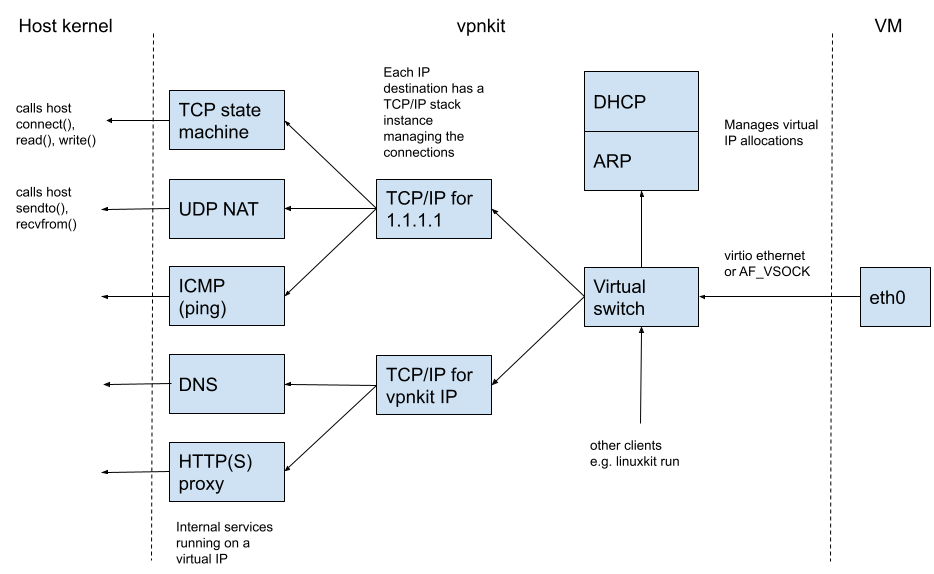 Host kernel
vpnkit
VM
Each IP
destination has a
TCP/IP stack
instance
managing the
connections
calls host
connect(),
read(), write()
TCP state
machine
DHCP
ARP
Manages virtual
IP allocations
calls host
sendto(),
recvfrom()
UDP NAT
TCP/IP for
1.1.1.1
virtio ethernet
or AF_VSOCK
ICMP
(ping)
Virtual
switch
eth0
DNS
TCP/IP for
vpnkit IP
other clients
e.g. linuxkit run
HTTP(S)
proxy
Internal services
running on a
virtual IP